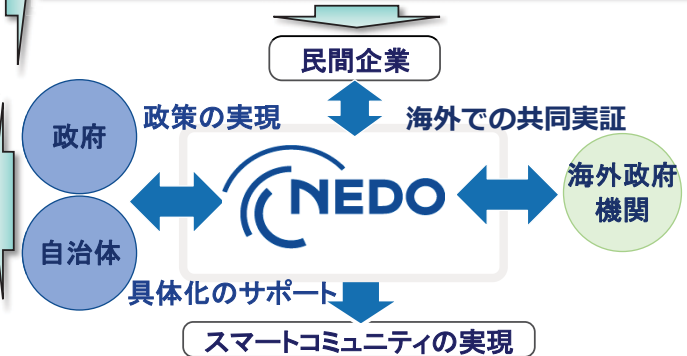 民間企業
政策の実現
海外での共同実証
政府
NEDO
海外政府
機関
自治体
具体化のサポート
スマートコミュニティの実現